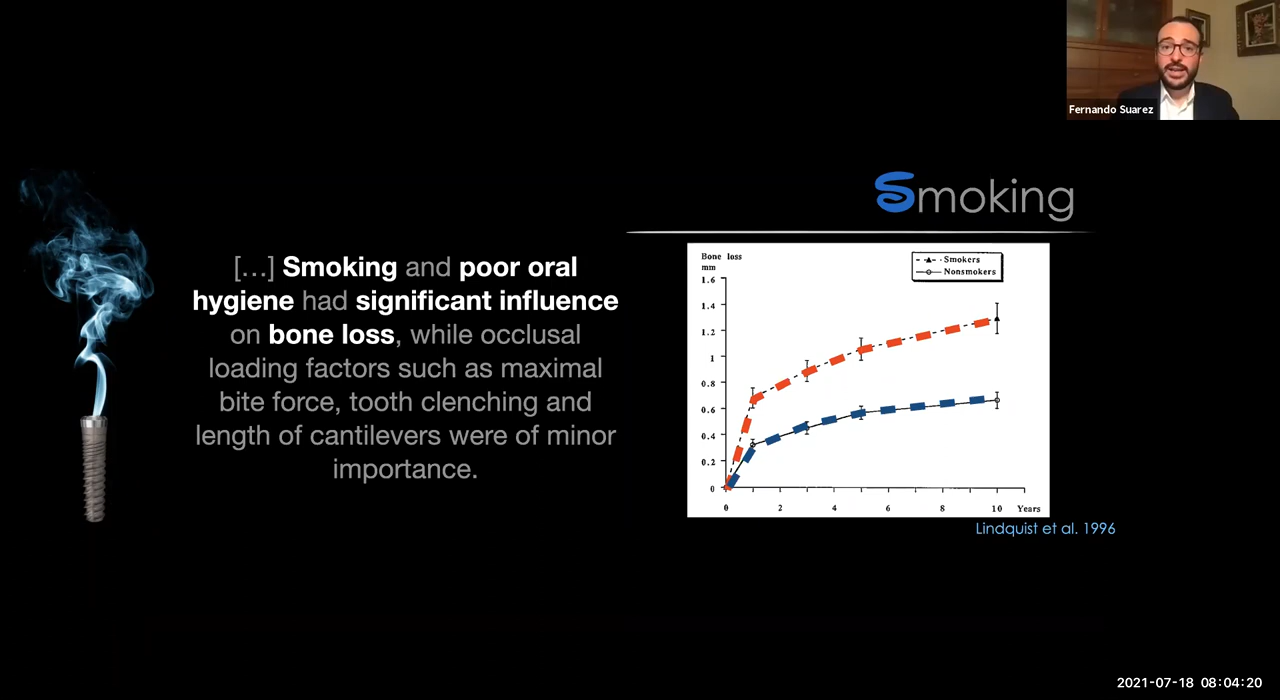 Fernando Suarez
Smoking
[...] Smoking and poor oral
hygiene had significant influence
on bone loss, while occlusal
loading factors such as maximal
bite force, tooth clenching and
length of cantilevers were of minor
importance.
Bone loss
mm
Smokers
Nonsmokers
1.6
1.4
1.2
1
0.8
0.6
0.4
0.2
0
0 2 4 6 8 10 Years
Lindquist et al. 1996
2021-07-18 08:04:20